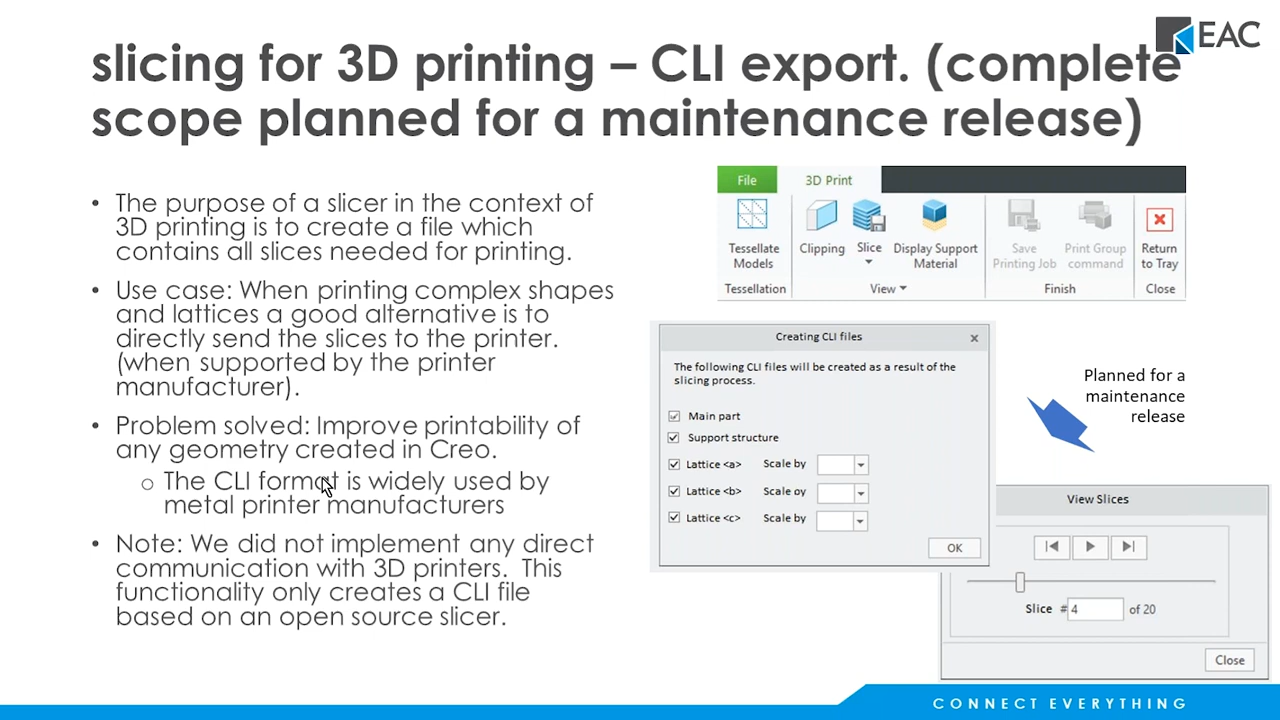 EAC
slicing for 3D printing – CLI export. (complete
scope planned for a maintenance release)
• The purpose of a slicer in the context of
3D printing is to create a file which
contains all slices needed for printing.
• Use case: When printing complex shapes
and lattices a good alternative is to
directly send the slices to the printer.
(when supported by the printer
manufacturer).
• Problem solved: Improve printability of
any geometry created in Creo.
o The CLI format is widely used by
metal printer manufacturers
• Note: We did not implement any direct
communication with 3D printers. This
functionality only creates a CLI file
based on an open source slicer.
File 3D Print
Tessellate
Models
Clipping
Slice
Display Support
Material
Save
Printing Job
Print Group
command
Return
to Tray
Tessellation View Finish Close
Creating CLI files
The following CLI files will be created as a result of the
slicing process.
Main part
Support structure
Lattice <a> Scale by
Lattice <b> Scale oy
Lattice <c> Scale by
OK
Planned for a
maintenance
release
View Slices
Slice # 4 of 20
Close
CONNECT EVERYTHING